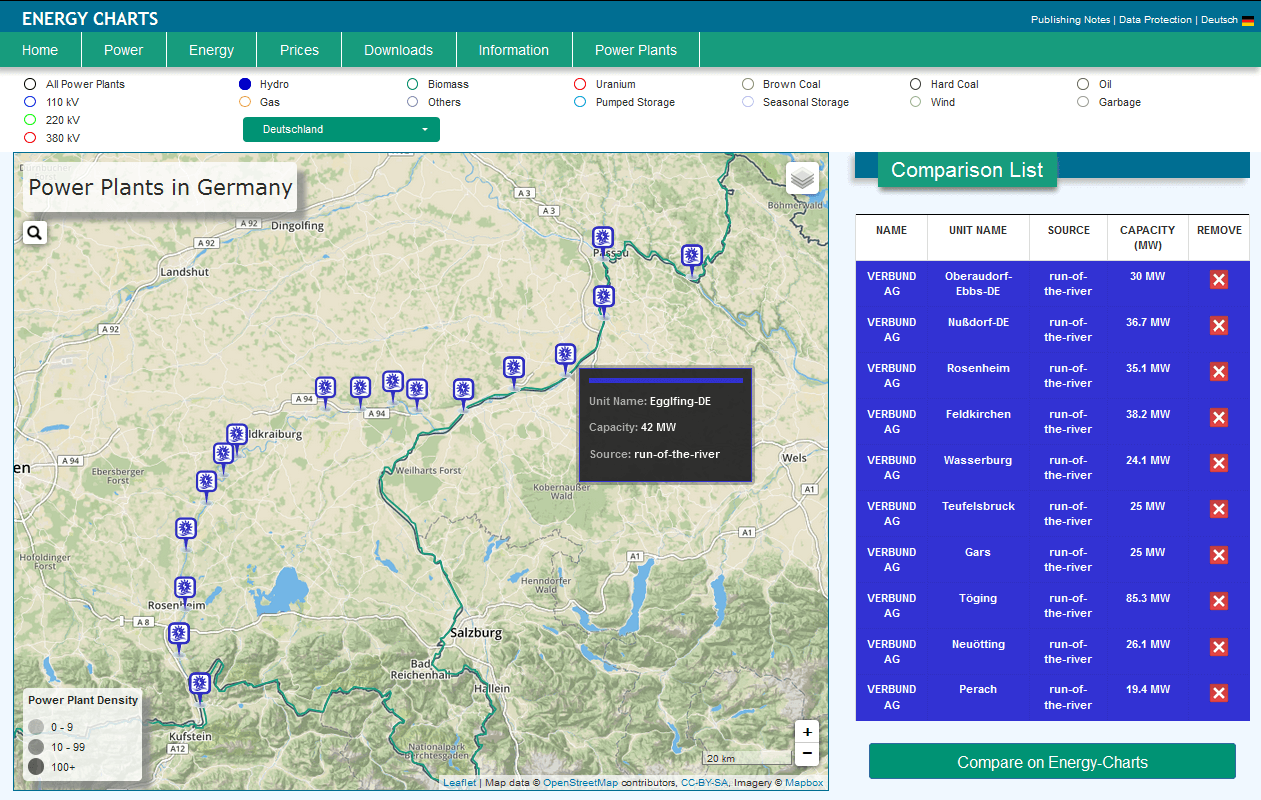 ENERGY CHARTS
Publishing Notes | Data Protection | Deutsch
Home Power Energy Prices Downloads Information Power Plants
All Power Plants Hydro Biomass Uranium Brown Coal Hard Coal Oil
110 kV Gas Others Pumped Storage Seasonal Storage Wind Garbage
220 kV
380 kV
Deutschland
Power Plants in Germany
A 3
A 3
Böhmerwald
A 92
Dingolfing
A 92
Landshut
Passau
A 92
A 94
A 94
ldkraiburg
A 94
en
Ebersberger
Forst
Weilharts Forst
Wels
A1
Kobernaußer
Wald
Unit Name: Egglfing-DE
Capacity: 42 MW
Source: run-of-the-river
A1
A1
Hofoldinger
Forst
Henndorfer
Wald
Rosenheim
A 8
Salzburg
Bad
Reichenhall
Hallein
Kufstein
A12
Nationalpark
Berchtesgaden
Power Plant Density
0 - 9
10 - 99
100+
+
−
20 km
Leaflet | Map data © OpenStreetMap contributors, CC-BY-SA, Imagery © Mapbox
Comparison List
NAME UNIT NAME SOURCE CAPACITY REMOVE
(MW)
VERBUND Oberaudorf- run-of- 30 MW
AG Ebbs-DE the-river
VERBUND Nußdorf-DE run-of- 36.7 MW
AG the-river
VERBUND Rosenheim run-of- 35.1 MW
AG the-river
VERBUND Feldkirchen run-of- 38.2 MW
AG the-river
VERBUND Wasserburg run-of- 24.1 MW
AG the-river
VERBUND Teufelsbruck run-of- 25 MW
AG the-river
VERBUND Gars run-of- 25 MW
AG the-river
VERBUND Töging run-of- 85.3 MW
AG the-river
VERBUND Neuötting run-of- 26.1 MW
AG the-river
VERBUND Perach run-of- 19.4 MW
AG the-river
Compare on Energy-Charts